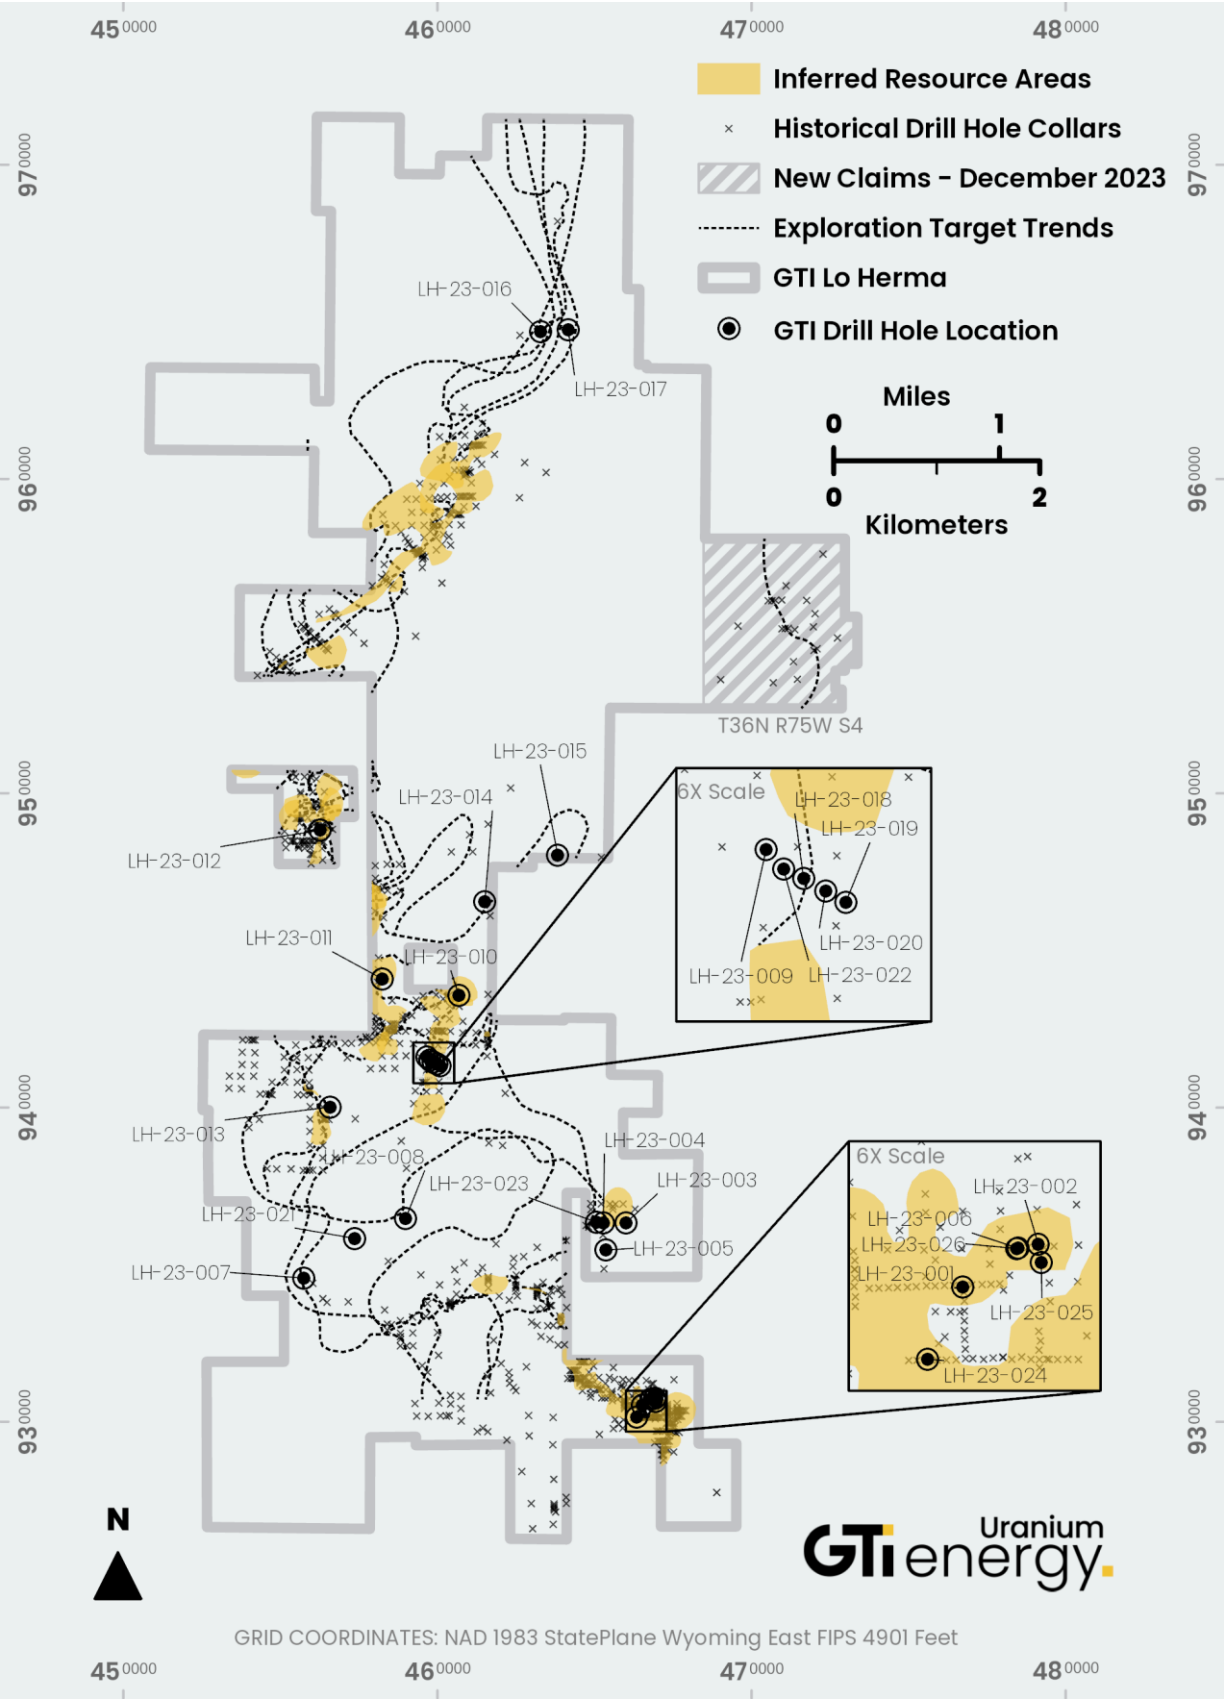 450000 460000 470000 480000
Inferred Resource Areas
Historical Drill Hole Collars
970000
970000
New Claims - December 2023
Exploration Target Trends
GTI Lo Herma
LH-23-016
GTI Drill Hole Location
LH-23-017
Miles
0 1
0 2
Kilometers
960000
960000
T36N R75W S4
LH-23-015
950000
950000
LH-23-014
6X Scale
LH-23-018
LH-23-019
LH-23-012
LH-23-011
LH-23-010
LH-23-020
LH-23-009
LH-23-022
940000
940000
LH-23-013
LH-23-004
LH-23-008
6X Scale
LH-23-023
LH-23-003
LH-23-002
LH-23-021
LH-23-006
LH-23-026
LH-23-005
LH-23-007
LH-23-001
LH-23-025
LH-23-024
930000
930000
N
Uranium
GTi energy.
GRID COORDINATES: NAD 1983 StatePlane Wyoming East FIPS 4901 Feet
450000 460000 470000 480000